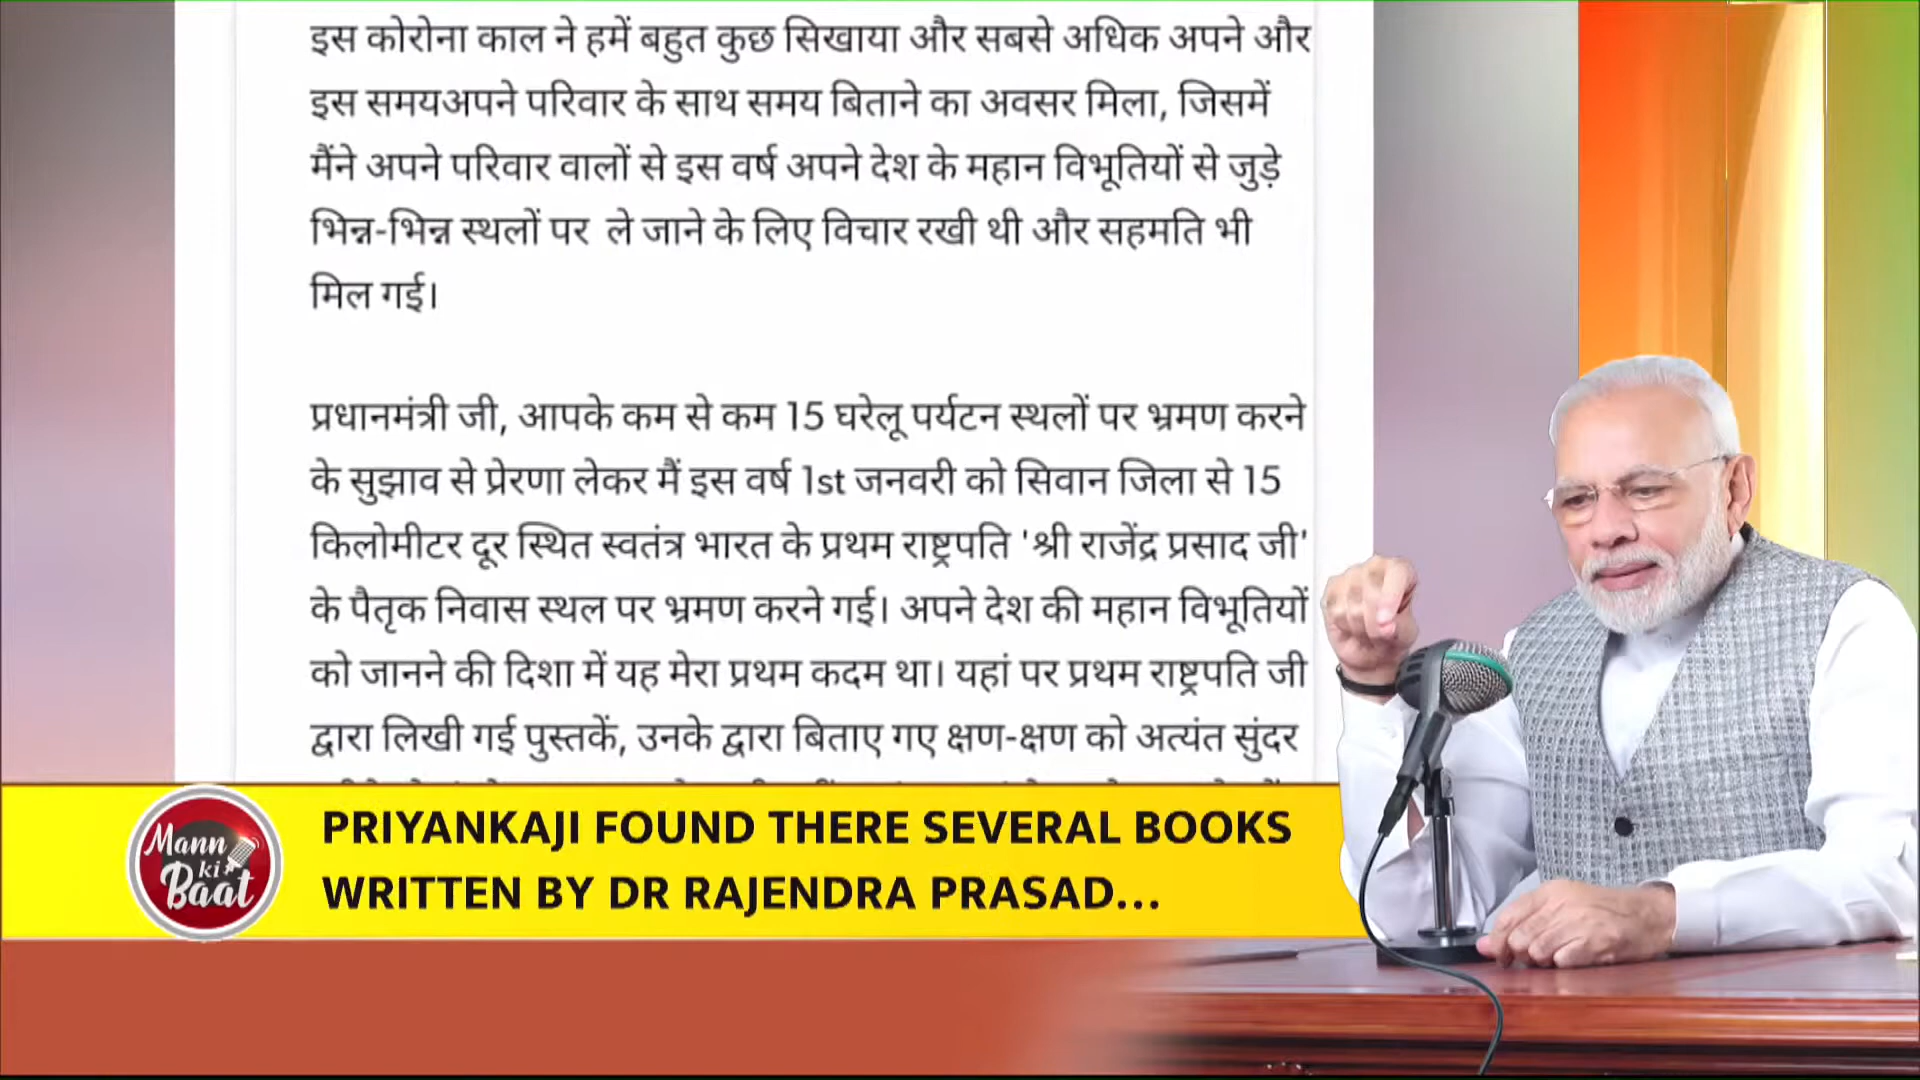 इस कोरोना काल ने हमें बहुत कुछ सिखाया और सबसे अधिक अपने और
इस समयअपने परिवार के साथ समय बिताने का अवसर मिला, जिसमें
मैंने अपने परिवार वालों से इस वर्ष अपने देश के महान विभूतियों से जुड़े
भिन्न-भिन्न स्थलों पर ले जाने के लिए विचार रखी थी और सहमति भी
मिल गई।
प्रधानमंत्री जी, आपके कम से कम 15 घरेलू पर्यटन स्थलों पर भ्रमण करने
के सुझाव से प्रेरणा लेकर मैं इस वर्ष 1st जनवरी को सिवान जिला से 15
किलोमीटर दूर स्थित स्वतंत्र भारत के प्रथम राष्ट्रपति 'श्री राजेंद्र प्रसाद जी'
के पैतृक निवास स्थल पर भ्रमण करने गई। अपने देश की महान विभूतियों
को जानने की दिशा में यह मेरा प्रथम कदम था। यहां पर प्रथम राष्ट्रपति जी
द्वारा लिखी गई पुस्तकें, उनके द्वारा बिताए गए क्षण-क्षण को अत्यंत सुंदर
Mann
ki
Baat
PRIYANKAJI FOUND THERE SEVERAL BOOKS
WRITTEN BY DR RAJENDRA PRASAD...